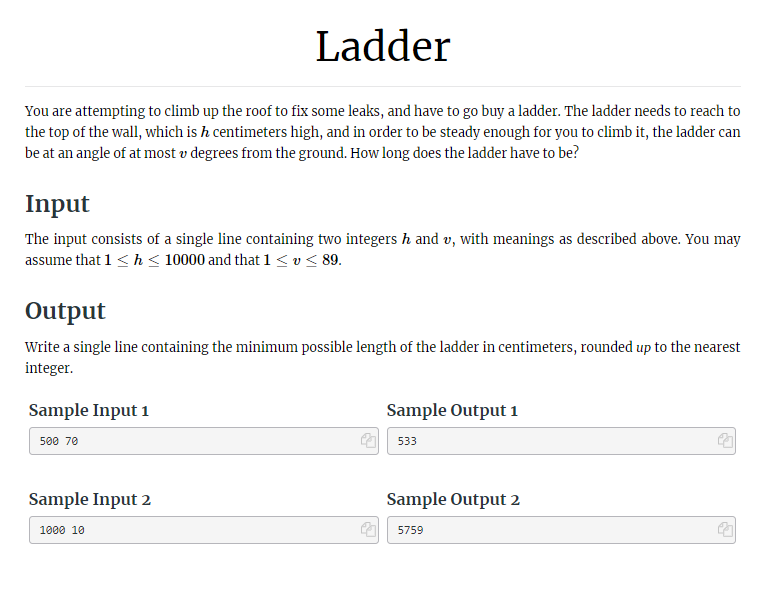 Ladder
You are attempting to climb up the roof to fix some leaks, and have to go buy a ladder. The ladder needs to reach to
the top of the wall, which is h centimeters high, and in order to be steady enough for you to climb it, the ladder can
be at an angle of at most v degrees from the ground. How long does the ladder have to be?
Input
The input consists of a single line containing two integers h and v, with meanings as described above. You may
assume that 1 ≤ h ≤ 10000 and that 1 ≤ v ≤ 89.
Output
Write a single line containing the minimum possible length of the ladder in centimeters, rounded up to the nearest
integer.
Sample Input 1 Sample Output 1
500 70 533
Sample Input 2 Sample Output 2
1000 10 5759